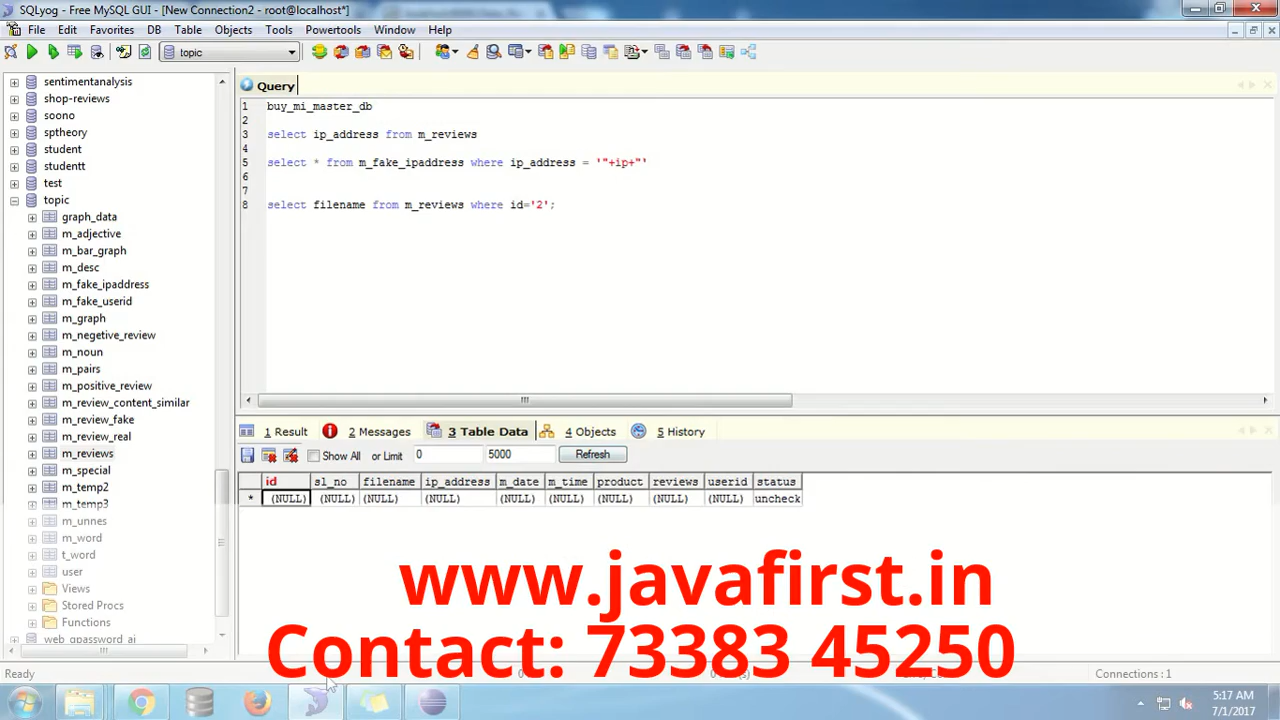 SQLyog - Free MySQL GUI - [New Connection2 - root@localhost*]
File Edit Favorites DB Table Objects Tools Powertools Window Help
topic
sentimentanalysis
shop-reviews
soono
sptheory
student
studentt
test
topic
graph_data
m_adjective
m_bar_graph
m_desc
m_fake_ipaddress
m_fake_userid
m_graph
m_negetive_review
m_noun
m_pairs
m_positive_review
m_review_content_similar
m_review_fake
m_review_real
m_reviews
m_special
m_temp2
m_temp3
m_unnes
m_word
t_word
user
Views
Stored Procs
Functions
web_gpassword_ai
Query
1 buy_mi_master_db
2
3 select ip_address from m_reviews
4
5 select * from m_fake_ipaddress where ip_address = '"+ip+"'
6
7
8 select filename from m_reviews where id='2';
1 Result 2 Messages 3 Table Data 4 Objects 5 History
Show All or Limit 0 5000 Refresh
id sl_no filename ip_address m_date m_time product reviews userid status
* (NULL) (NULL) (NULL) (NULL) (NULL) (NULL) (NULL) (NULL) (NULL) uncheck
www.javafirst.in
Contact: 73383 45250
Ready
Connections : 1
5:17 AM
7/1/2017